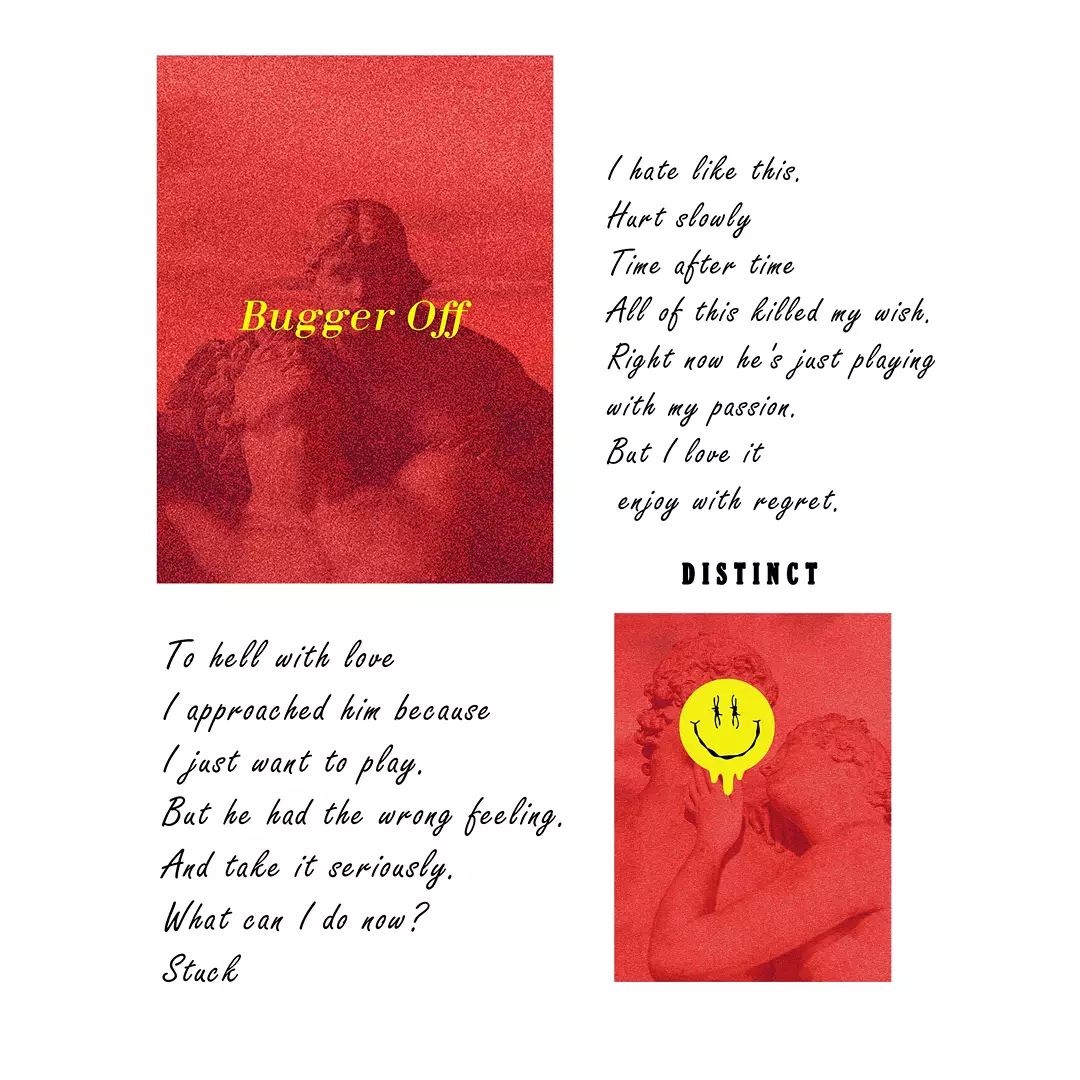 Bugger Off
I hate like this.
Hurt slowly
Time after time
All of this killed my wish.
Right now he's just playing
with my passion.
But I love it
enjoy with regret.
DISTINCT
To hell with love
I approached him because
I just want to play.
But he had the wrong feeling.
And take it seriously.
What can I do now?
Stuck